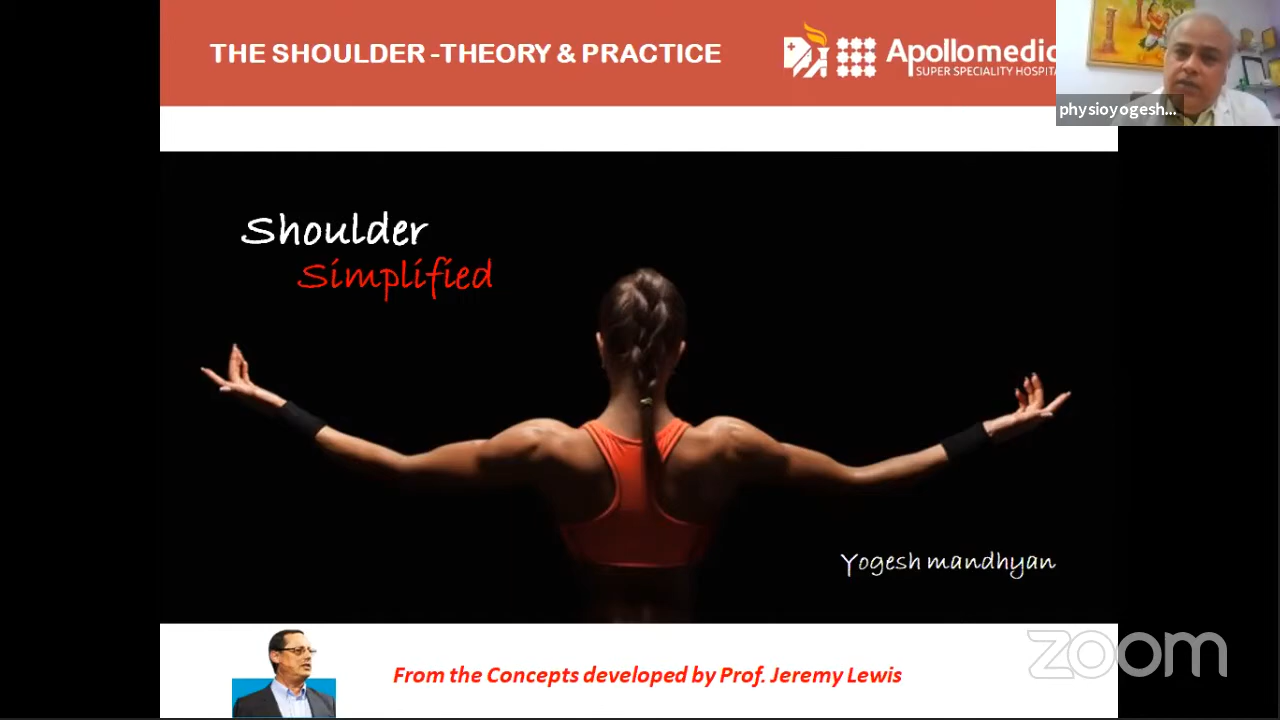 THE SHOULDER -THEORY & PRACTICE
Apollomedic
SUPER SPECIALITY HOSPITA
physioyogesh...
Shoulder
Simplified
Yogesh mandhyan
zoom
From the Concepts developed by Prof. Jeremy Lewis